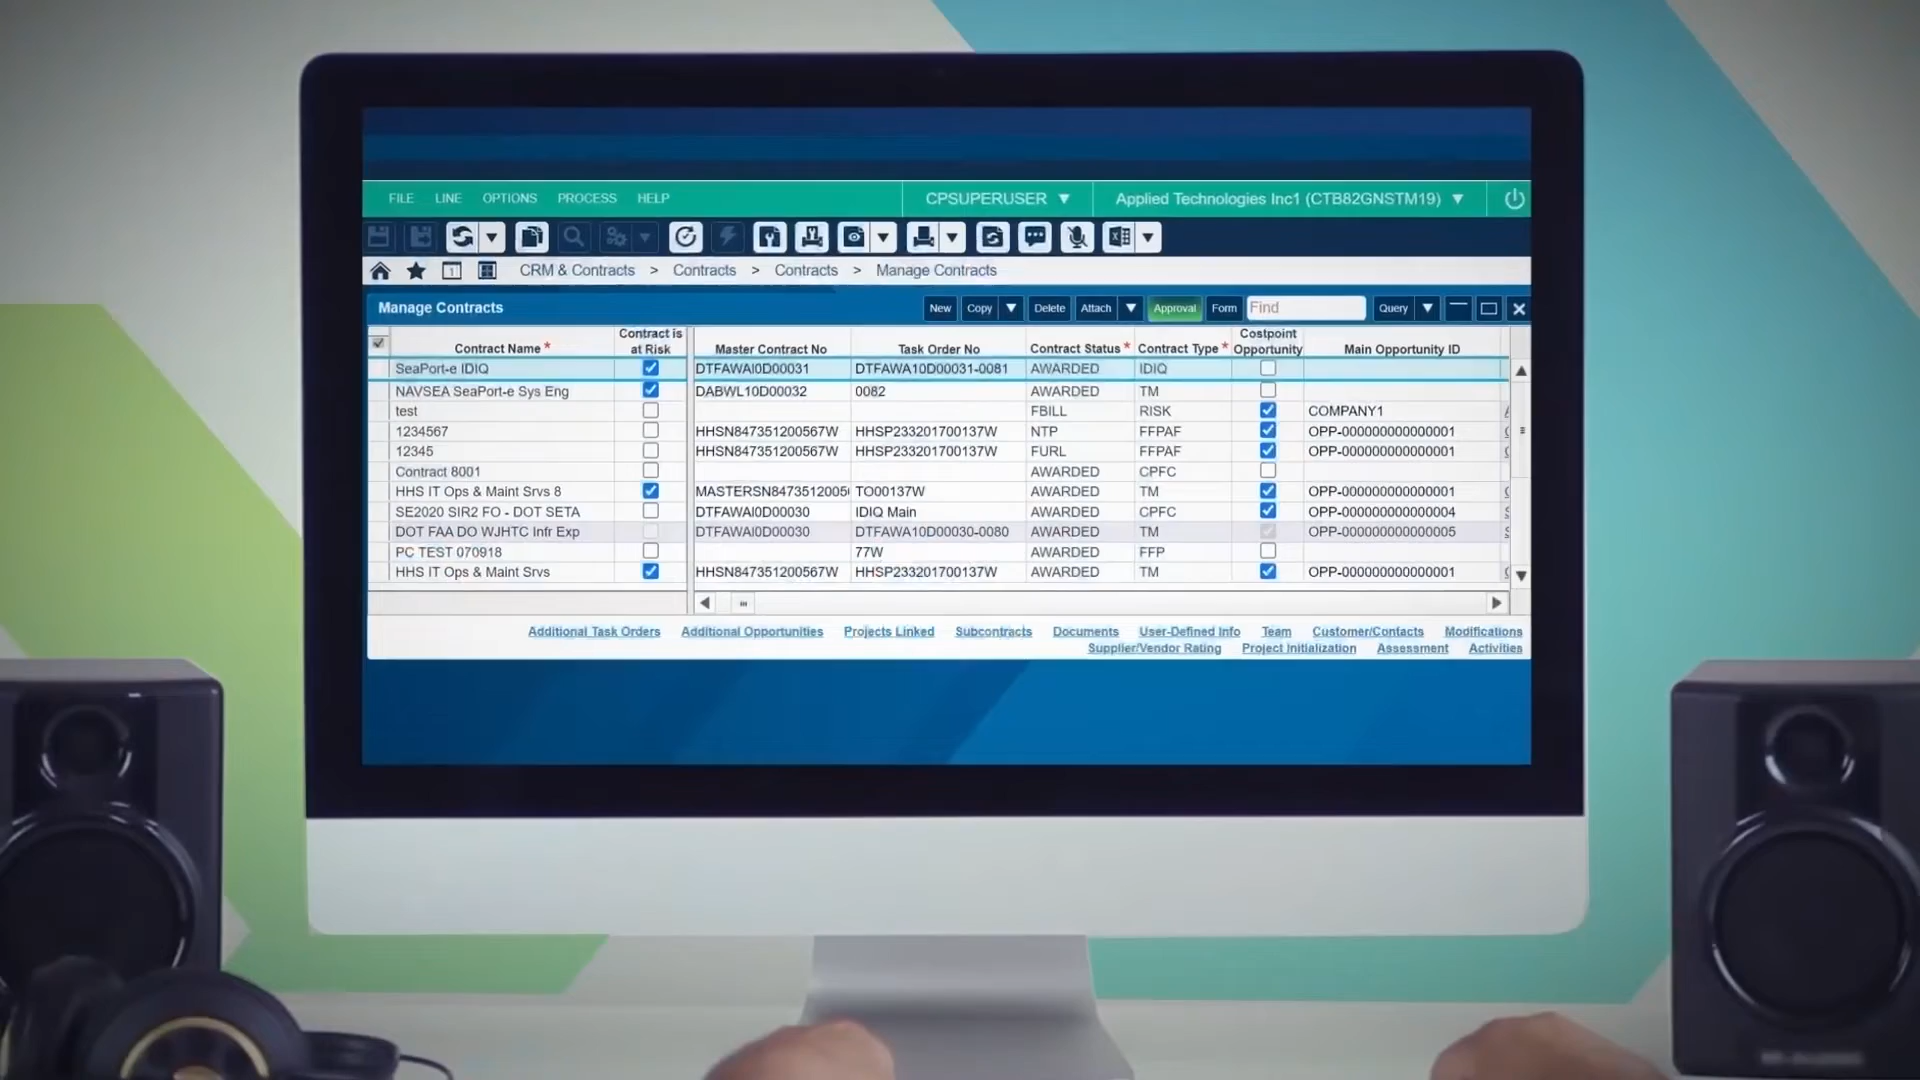 FILE LINE OPTIONS PROCESS HELP CPSUPERUSER Applied Technologies Inc1 (CTB82GNSTM19)
CRM & Contracts > Contracts > Contracts > Manage Contracts
Manage Contracts New Copy Delete Attach Approval Form Find Query
Contract Name * Contract is at Risk Master Contract No Task Order No Contract Status * Contract Type * Costpoint Opportunity Main Opportunity ID
SeaPort-e IDIQ DTFAWAI0D00031 DTFAWA10D00031-0081 AWARDED IDIQ
NAVSEA SeaPort-e Sys Eng DABWL10D00032 0082 AWARDED TM
test FBILL RISK COMPANY1
1234567 HHSN847351200567W HHSP233201700137W NTP FFPAF OPP-000000000000001
12345 HHSN847351200567W HHSP233201700137W FURL FFPAF OPP-000000000000001
Contract 8001 AWARDED CPFC
HHS IT Ops & Maint Srvs 8 MASTERSN84735120056 TO00137W AWARDED TM OPP-000000000000001
SE2020 SIR2 FO - DOT SETA DTFAWAI0D00030 IDIQ Main AWARDED CPFC OPP-000000000000004
DOT FAA DO WJHTC Infr Exp DTFAWAI0D00030 DTFAWA10D00030-0080 AWARDED TM OPP-000000000000005
PC TEST 070918 77W AWARDED FFP
HHS IT Ops & Maint Srvs HHSN847351200567W HHSP233201700137W AWARDED TM OPP-000000000000001
Additional Task Orders Additional Opportunities Projects Linked Subcontracts Documents User-Defined Info Team Customer/Contacts Modifications
Supplier/Vendor Rating Project Initialization Assessment Activities